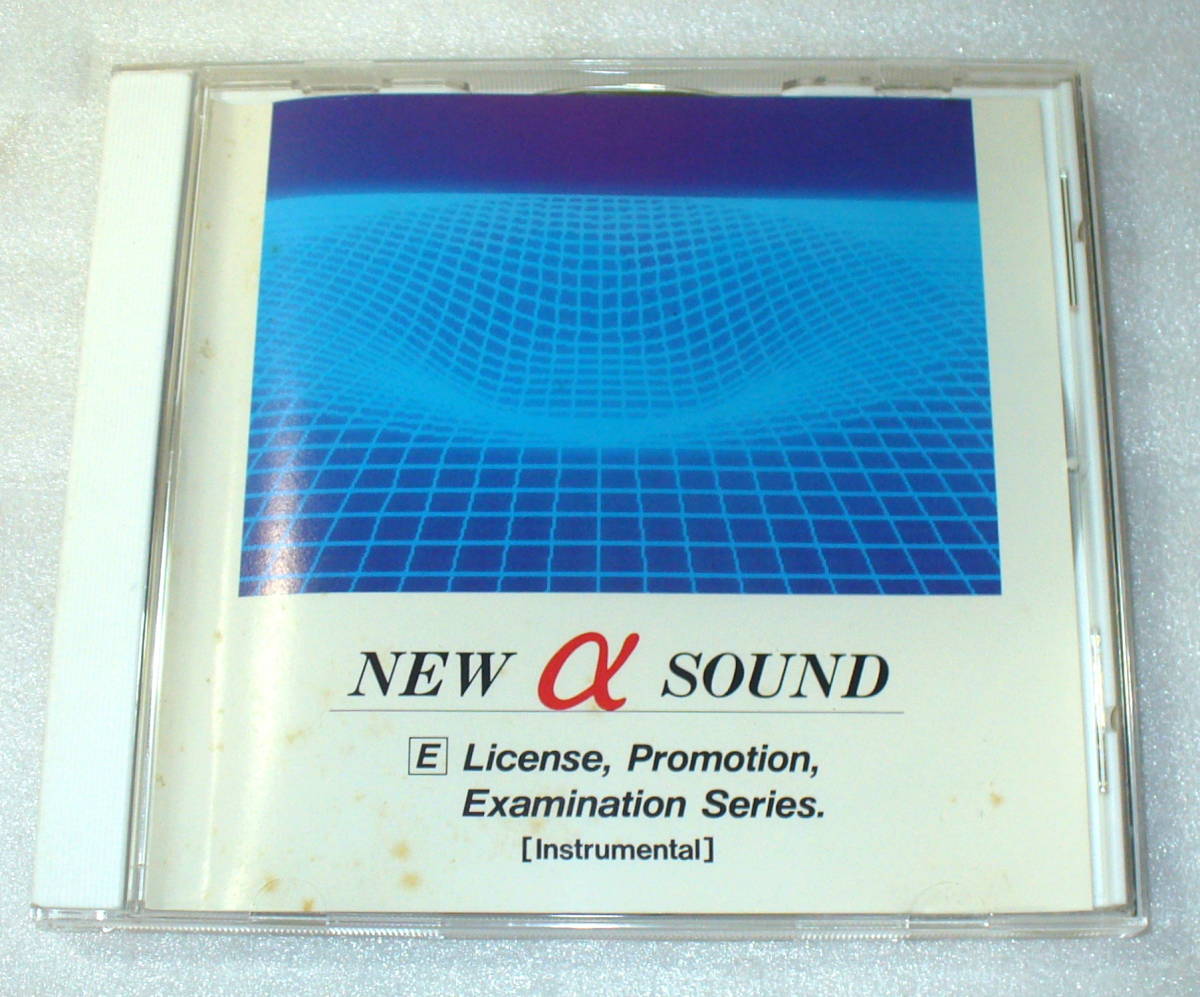 NEW α SOUND
E License, Promotion,
Examination Series.
[Instrumental]